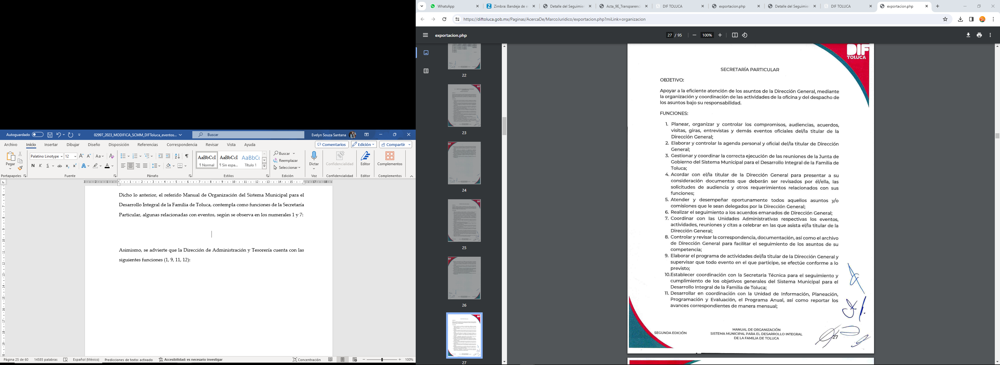 Autoguardado
02997_2023_MODIFICA_SCMM_DIFToluca_eventos...
Buscar
Evelyn Souza Santana
Archivo Inicio Insertar Dibujar Diseño Disposición Referencias Correspondencia Revisar Vista Ayuda
Comentarios Edición Compartir
Pegar
Palatino Linotype 12
N K S ab x₂ x²
AaBbCcI AaBbCcI AaBbCc
¶ Normal ¶ Sin espa... Título 1
Buscar
Reemplazar
Seleccionar
Dictar
Confidencialidad
Editor
Complementos
Portapapeles Fuente Párrafo Estilos Edición Voz Confidencialidad Editor Complementos
Dicho lo anterior, el referido Manual de Organización del Sistema Municipal para el
Desarrollo Integral de la Familia de Toluca, contempla como funciones de la Secretaría
Particular, algunas relacionadas con eventos, según se observa en los numerales 1 y 7:
Asimismo, se advierte que la Dirección de Administración y Tesorería cuenta con las
siguientes funciones (1, 9, 11, 12):
Página 25 de 60 14585 palabras Español (México) Predicciones de texto: activado Accesibilidad: es necesario investigar Concentración 100%
WhatsApp
Zimbra: Bandeja de e
Detalle del Seguimien
Acta_9E_Transparenc
DIF TOLUCA
exportacion.php
Detalle del Seguimien
DIF TOLUCA
exportacion.php
https://diftoluca.gob.mx/Paginas/AcercaDe/MarcoJuridico/exportacion.php?miLink=organizacion
exportacion.php
27 / 95
100%
22
23
24
25
26
27
DIF
TOLUCA
SECRETARÍA PARTICULAR
OBJETIVO:
Apoyar a la eficiente atención de los asuntos de la Dirección General, mediante
la organización y coordinación de las actividades de la oficina y del despacho de
los asuntos bajo su responsabilidad.
FUNCIONES:
1. Planear, organizar y controlar los compromisos, audiencias, acuerdos,
visitas, giras, entrevistas y demás eventos oficiales del/la titular de la
Dirección General;
2. Elaborar y controlar la agenda personal y oficial del/la titular de Dirección
General;
3. Gestionar y coordinar la correcta ejecución de las reuniones de la Junta de
Gobierno del Sistema Municipal para el Desarrollo Integral de la Familia de
Toluca;
4. Acordar con el/la titular de la Dirección General para presentar a su
consideración documentos que deberán ser revisados por él/ella, las
solicitudes de audiencia y otros requerimientos relacionados con sus
funciones;
5. Atender y desempeñar oportunamente todos aquellos asuntos y/o
comisiones que le sean delegados por la Dirección General;
6. Realizar el seguimiento a los acuerdos emanados de Dirección General;
7. Coordinar con las Unidades Administrativas respectivas los eventos,
actividades, reuniones y citas a celebrar en las que asista el/la titular de la
Dirección General;
8. Controlar y revisar la correspondencia, documentación, así como el archivo
de Dirección General para facilitar el seguimiento de los asuntos de su
competencia;
9. Elaborar el programa de actividades del/la titular de la Dirección General y
supervisar que todo evento en el que participe, se efectúe conforme a lo
previsto;
10.Establecer coordinación con la Secretaria Técnica para el seguimiento y
cumplimiento de los objetivos generales del Sistema Municipal para el
Desarrollo Integral de la Familia de Toluca;
11. Desarrollar en coordinación con la Unidad de Información, Planeación,
Programación y Evaluación, el Programa Anual, así como reportar los
avances correspondientes de manera mensual;
SEGUNDA EDICIÓN
MANUAL DE ORGANIZACIÓN
SISTEMA MUNICIPAL PARA EL DESARROLLO INTEGRAL
DE LA FAMILIA DE TOLUCA
27